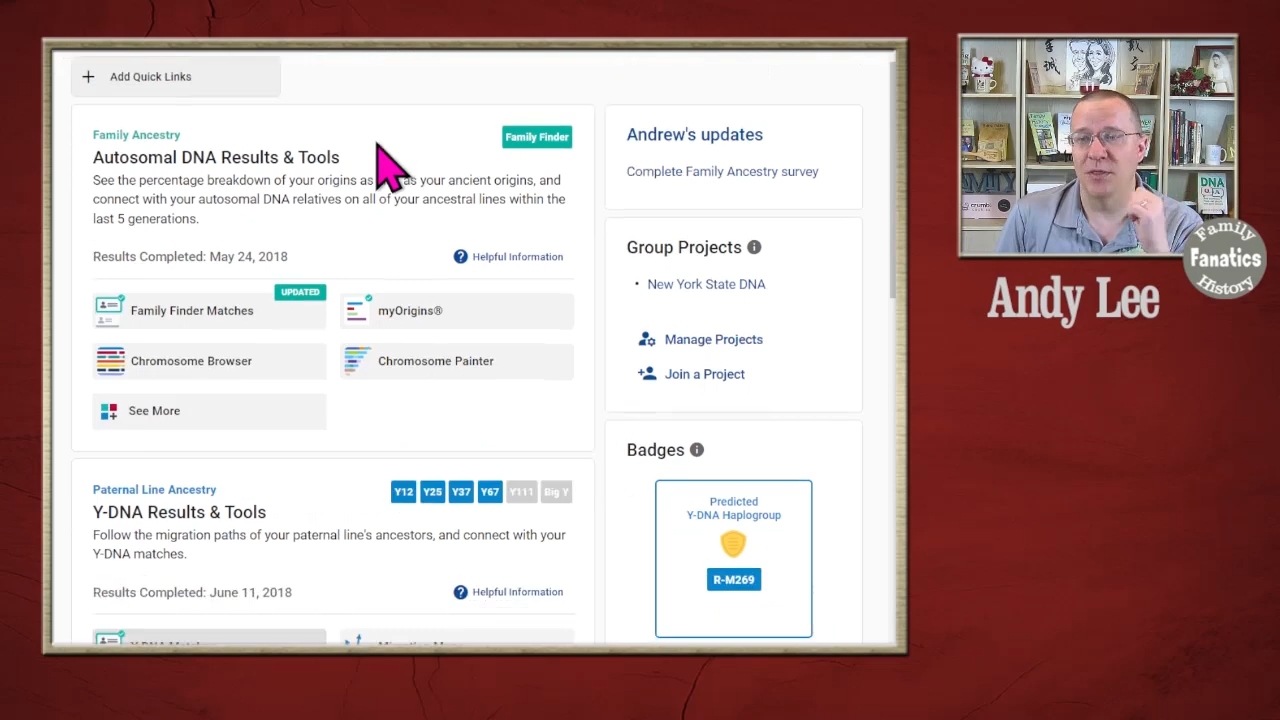 Add Quick Links
Family Ancestry
Family Finder
Autosomal DNA Results & Tools
See the percentage breakdown of your origins as your ancient origins, and
connect with your autosomal DNA relatives on all of your ancestral lines within the
last 5 generations.
Results Completed: May 24, 2018
Helpful Information
UPDATED
Family Finder Matches
myOrigins®
Chromosome Browser
Chromosome Painter
See More
Paternal Line Ancestry
Y12 Y25 Y37 Y67 Y111 Big Y
Y-DNA Results & Tools
Follow the migration paths of your paternal line's ancestors, and connect with your
Y-DNA matches.
Results Completed: June 11, 2018
Helpful Information
Andrew's updates
Complete Family Ancestry survey
Group Projects
New York State DNA
Manage Projects
Join a Project
Badges
Predicted
Y-DNA Haplogroup
R-M269
DNA
Family
Fanatics
History
Andy Lee